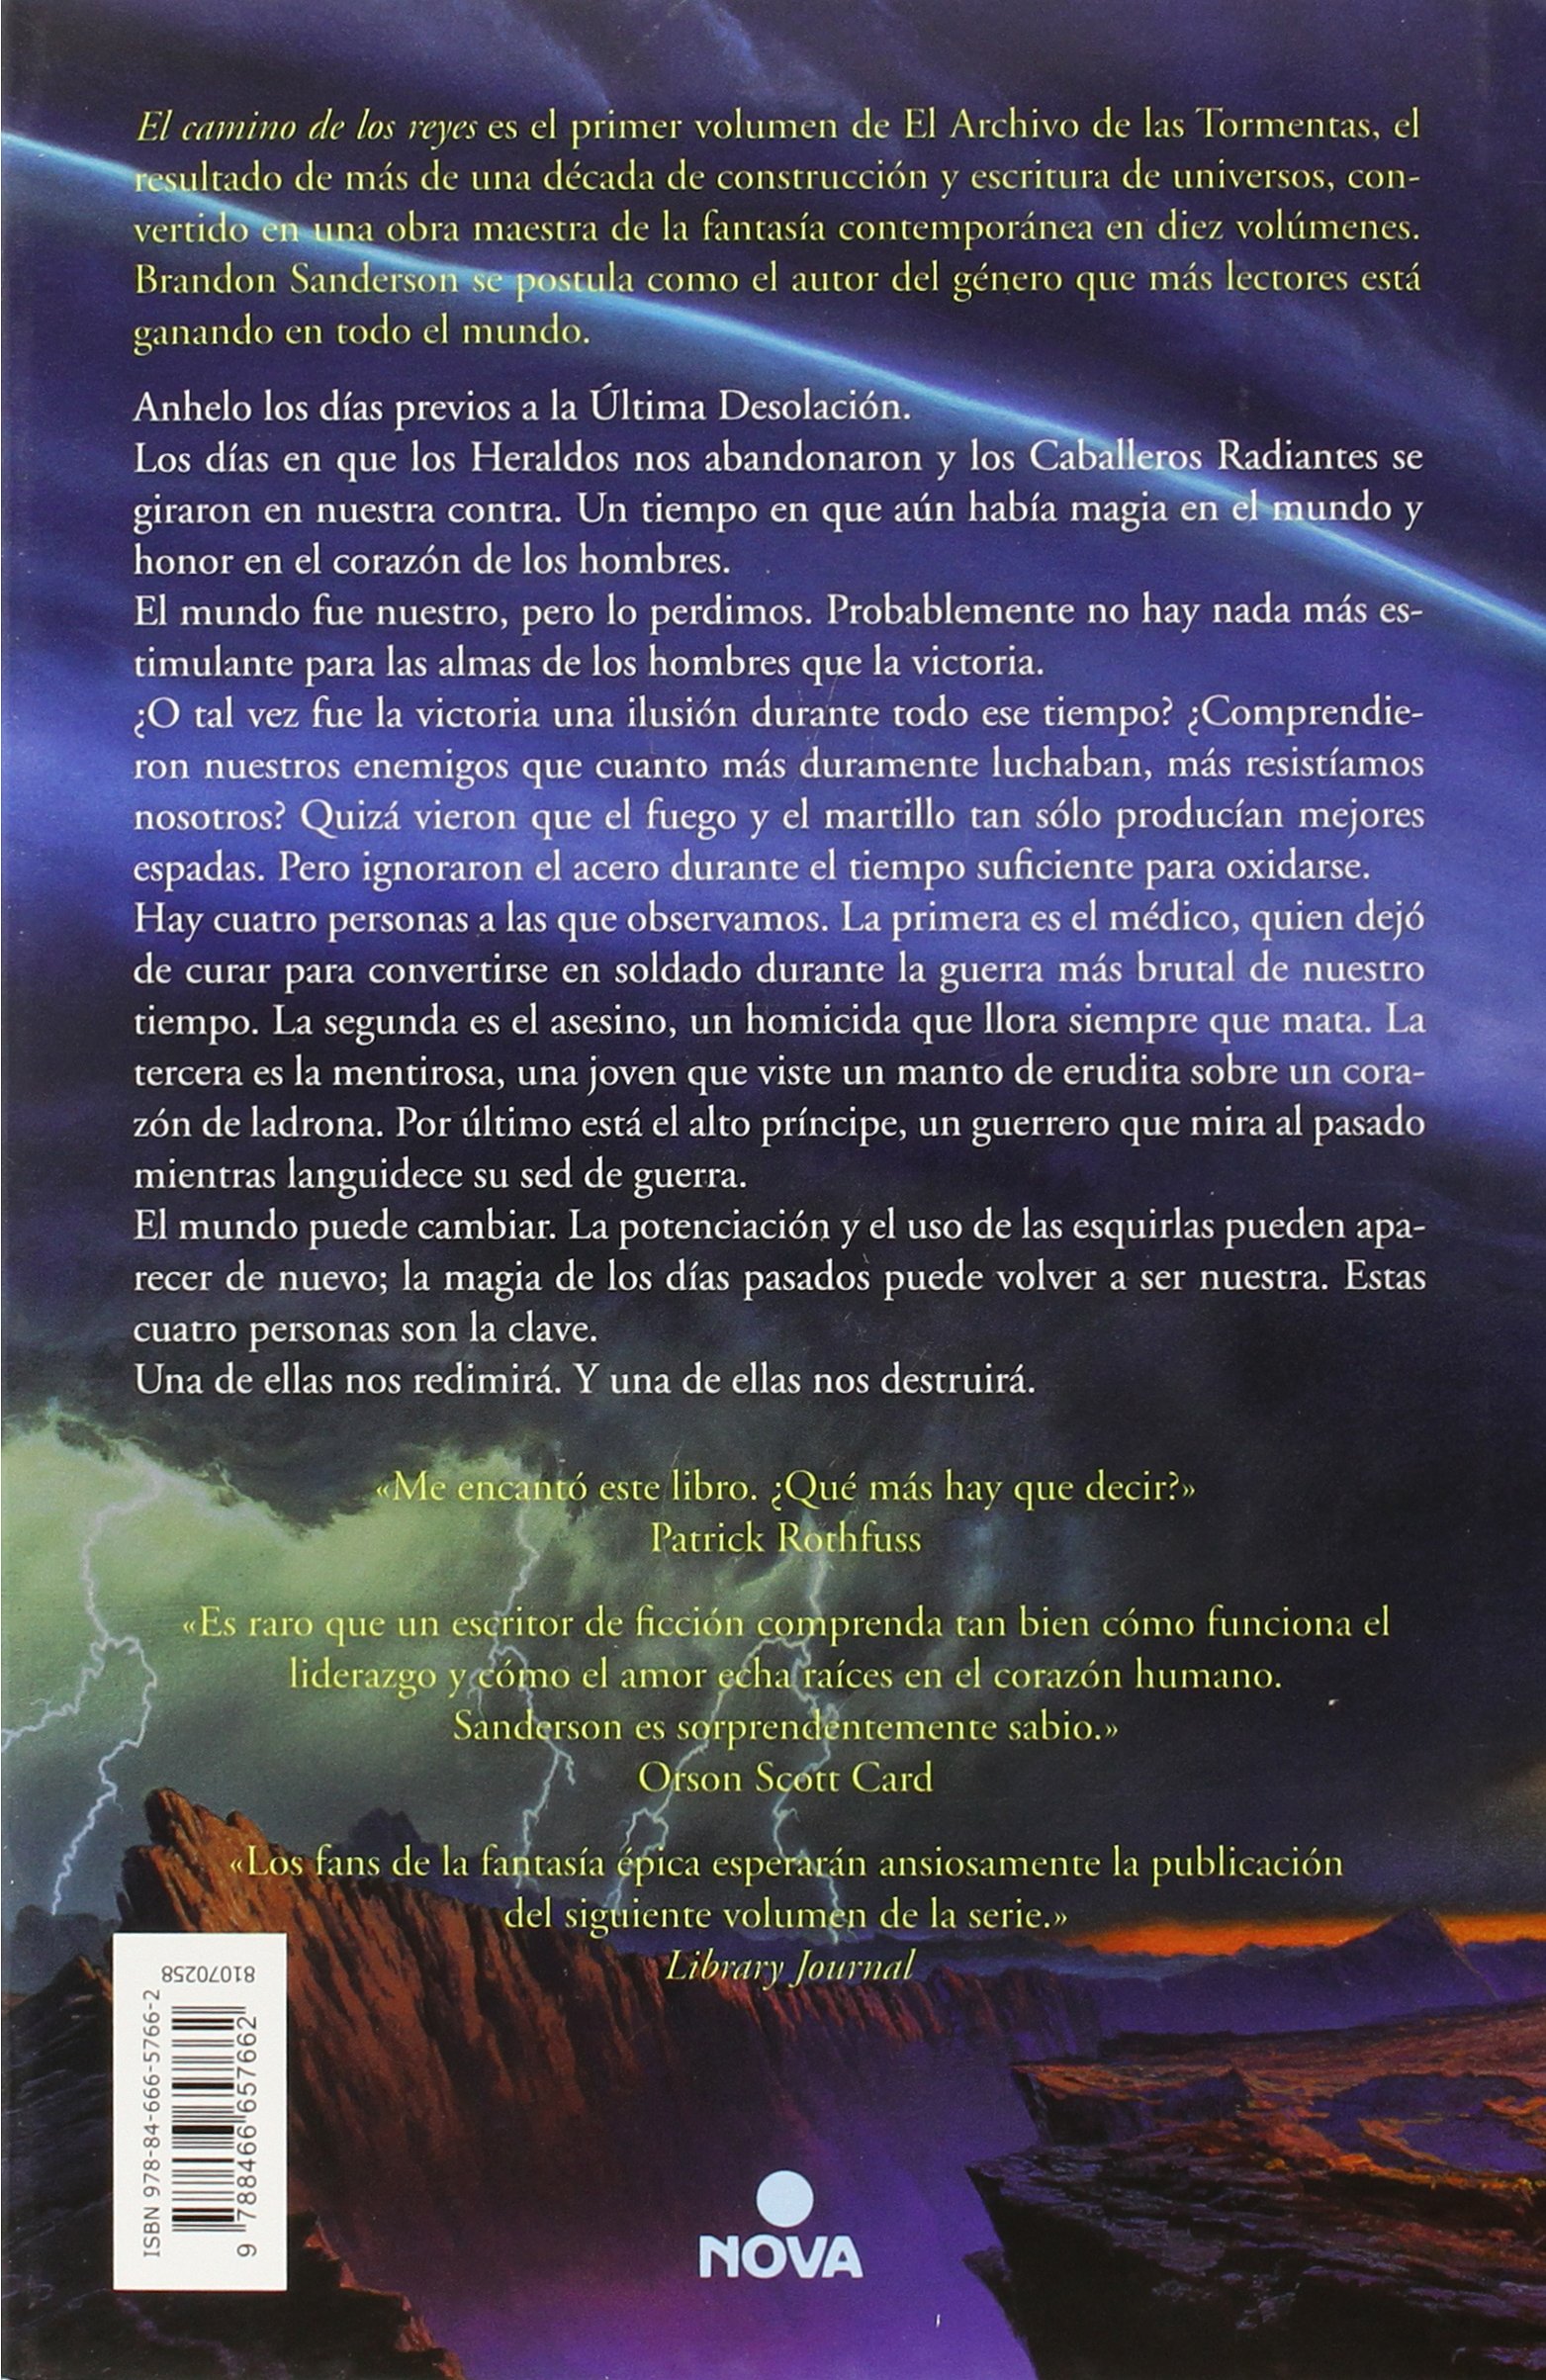 El camino de los reyes es el primer volumen de El Archivo de las Tormentas, el
resultado de más de una década de construcción y escritura de universos, con-
vertido en una obra maestra de la fantasía contemporánea en diez volúmenes.
Brandon Sanderson se postula como el autor del género que más lectores está
ganando en todo el mundo.
Anhelo los días previos a la Última Desolación.
Los días en que los Heraldos nos abandonaron y los Caballeros Radiantes se
giraron en nuestra contra. Un tiempo en que aún había magia en el mundo y
honor en el corazón de los hombres.
El mundo fue nuestro, pero lo perdimos. Probablemente no hay nada más es-
timulante para las almas de los hombres que la victoria.
¿O tal vez fue la victoria una ilusión durante todo ese tiempo? ¿Comprendie-
ron nuestros enemigos que cuanto más duramente luchaban, más resistíamos
nosotros? Quizá vieron que el fuego y el martillo tan sólo producían mejores
espadas. Pero ignoraron el acero durante el tiempo suficiente para oxidarse.
Hay cuatro personas a las que observamos. La primera es el médico, quien dejó
de curar para convertirse en soldado durante la guerra más brutal de nuestro
tiempo. La segunda es el asesino, un homicida que llora siempre que mata. La
tercera es la mentirosa, una joven que viste un manto de erudita sobre un cora-
zón de ladrona. Por último está el alto príncipe, un guerrero que mira al pasado
mientras languidece su sed de guerra.
El mundo puede cambiar. La potenciación y el uso de las esquirlas pueden apa-
recer de nuevo; la magia de los días pasados puede volver a ser nuestra. Estas
cuatro personas son la clave.
Una de ellas nos redimirá. Y una de ellas nos destruirá.
«Me encantó este libro. ¿Qué más hay que decir?»
Patrick Rothfuss
«Es raro que un escritor de ficción comprenda tan bien cómo funciona el
liderazgo y cómo el amor echa raíces en el corazón humano.
Sanderson es sorprendentemente sabio.»
Orson Scott Card
«Los fans de la fantasía épica esperarán ansiosamente la publicación
del siguiente volumen de la serie.»
Library Journal
81070258
ISBN 978-84-666-5766-2
9 788466 657662
NOVA